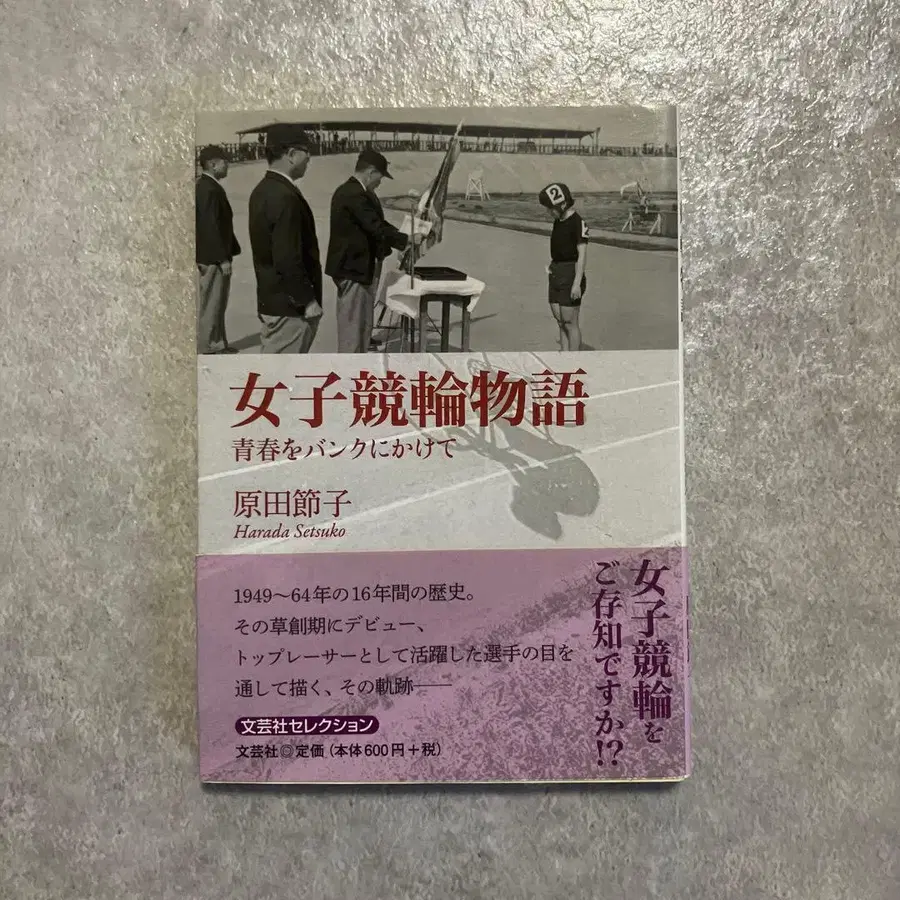 2
女子競輪物語
青春をバンクにかけて
原田節子
Harada Setsuko
女子競輪を
ご存知ですか!?
1949〜64年の16年間の歴史。
その草創期にデビュー、
トップレーサーとして活躍した選手の目を
通して描く、その軌跡――
文芸社セレクション
文芸社◎定価（本体600円＋税）